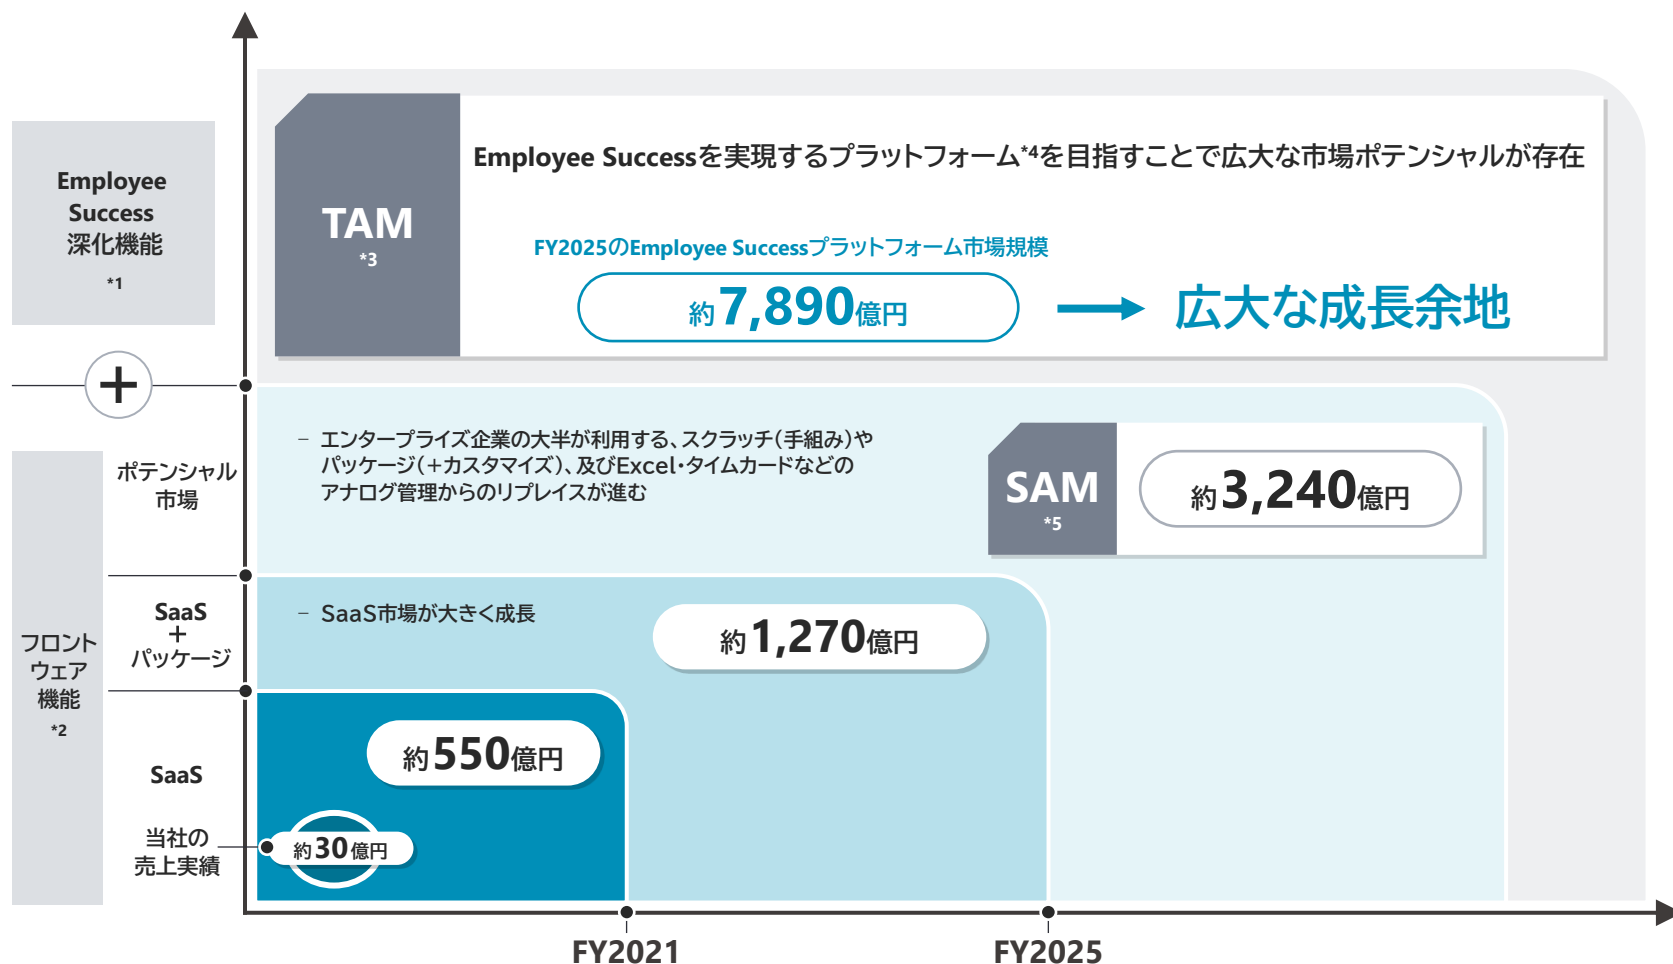 Employee
Success
深化機能
*1
TAM
*3
Employee Successを実現するプラットフォーム*4を目指すことで広大な市場ポテンシャルが存在
FY2025のEmployee Successプラットフォーム市場規模
約7,890億円
広大な成長余地
+
フロント
ウェア
機能
*2
ポテンシャル
市場
− エンタープライズ企業の大半が利用する、スクラッチ(手組み)や
パッケージ(+カスタマイズ)、及びExcel・タイムカードなどの
アナログ管理からのリプレイスが進む
SAM
*5
約3,240億円
SaaS
+
パッケージ
− SaaS市場が大きく成長
約1,270億円
SaaS
約550億円
当社の
売上実績
約30億円
FY2021
FY2025